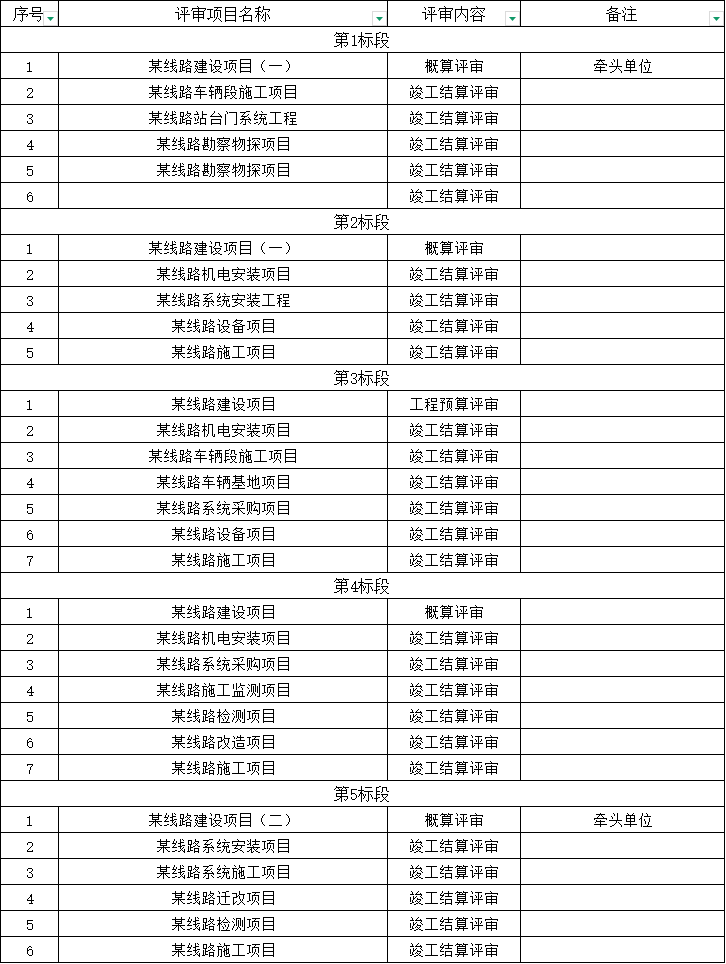 序号 评审项目名称 评审内容 备注
第1标段
1 某线路建设项目（一） 概算评审 牵头单位
2 某线路车辆段施工项目 竣工结算评审
3 某线路站台门系统工程 竣工结算评审
4 某线路勘察物探项目 竣工结算评审
5 某线路勘察物探项目 竣工结算评审
6 竣工结算评审
第2标段
1 某线路建设项目（一） 概算评审
2 某线路机电安装项目 竣工结算评审
3 某线路系统安装工程 竣工结算评审
4 某线路设备项目 竣工结算评审
5 某线路施工项目 竣工结算评审
第3标段
1 某线路建设项目 工程预算评审
2 某线路机电安装项目 竣工结算评审
3 某线路车辆段施工项目 竣工结算评审
4 某线路车辆基地项目 竣工结算评审
5 某线路系统采购项目 竣工结算评审
6 某线路设备项目 竣工结算评审
7 某线路施工项目 竣工结算评审
第4标段
1 某线路建设项目 概算评审
2 某线路机电安装项目 竣工结算评审
3 某线路系统采购项目 竣工结算评审
4 某线路施工监测项目 竣工结算评审
5 某线路检测项目 竣工结算评审
6 某线路改造项目 竣工结算评审
7 某线路施工项目 竣工结算评审
第5标段
1 某线路建设项目（二） 概算评审 牵头单位
2 某线路系统安装项目 竣工结算评审
3 某线路系统施工项目 竣工结算评审
4 某线路迁改项目 竣工结算评审
5 某线路检测项目 竣工结算评审
6 某线路施工项目 竣工结算评审